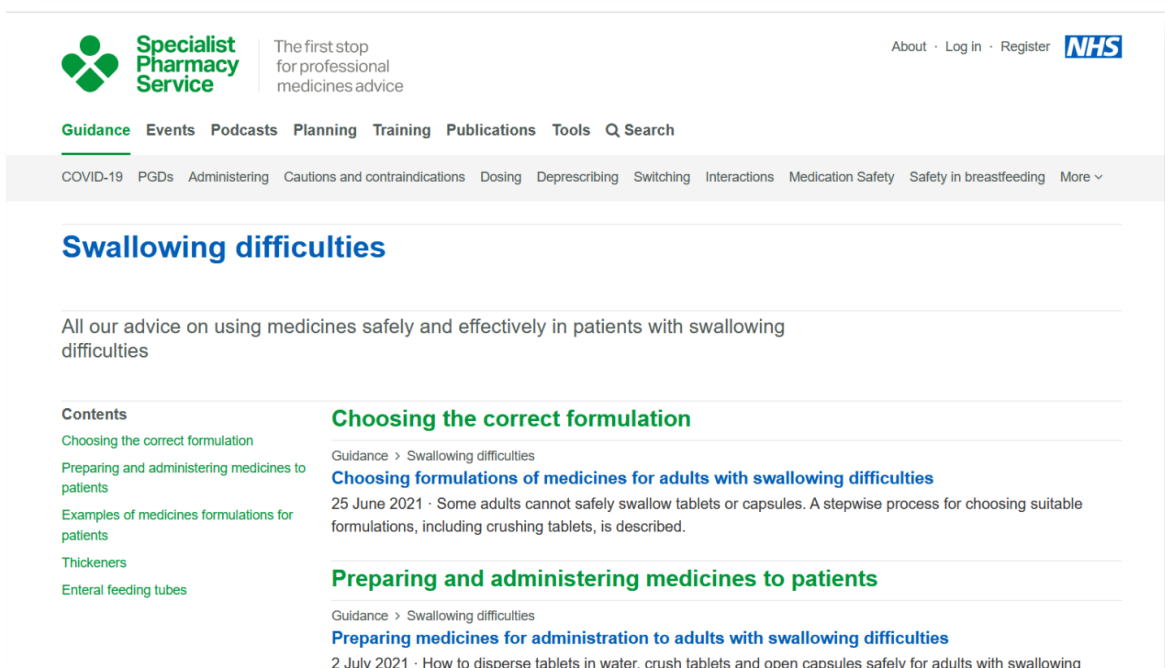 Specialist
Pharmacy
Service
The first stop
for professional
medicines advice
About · Log in · Register
NHS
Guidance Events Podcasts Planning Training Publications Tools Search
COVID-19 PGDs Administering Cautions and contraindications Dosing Deprescribing Switching Interactions Medication Safety Safety in breastfeeding More
Swallowing difficulties
All our advice on using medicines safely and effectively in patients with swallowing
difficulties
Contents
Choosing the correct formulation
Preparing and administering medicines to
patients
Examples of medicines formulations for
patients
Thickeners
Enteral feeding tubes
Choosing the correct formulation
Guidance > Swallowing difficulties
Choosing formulations of medicines for adults with swallowing difficulties
25 June 2021 · Some adults cannot safely swallow tablets or capsules. A stepwise process for choosing suitable
formulations, including crushing tablets, is described.
Preparing and administering medicines to patients
Guidance > Swallowing difficulties
Preparing medicines for administration to adults with swallowing difficulties
2 July 2021 · How to disperse tablets in water, crush tablets and open capsules safely for adults with swallowing